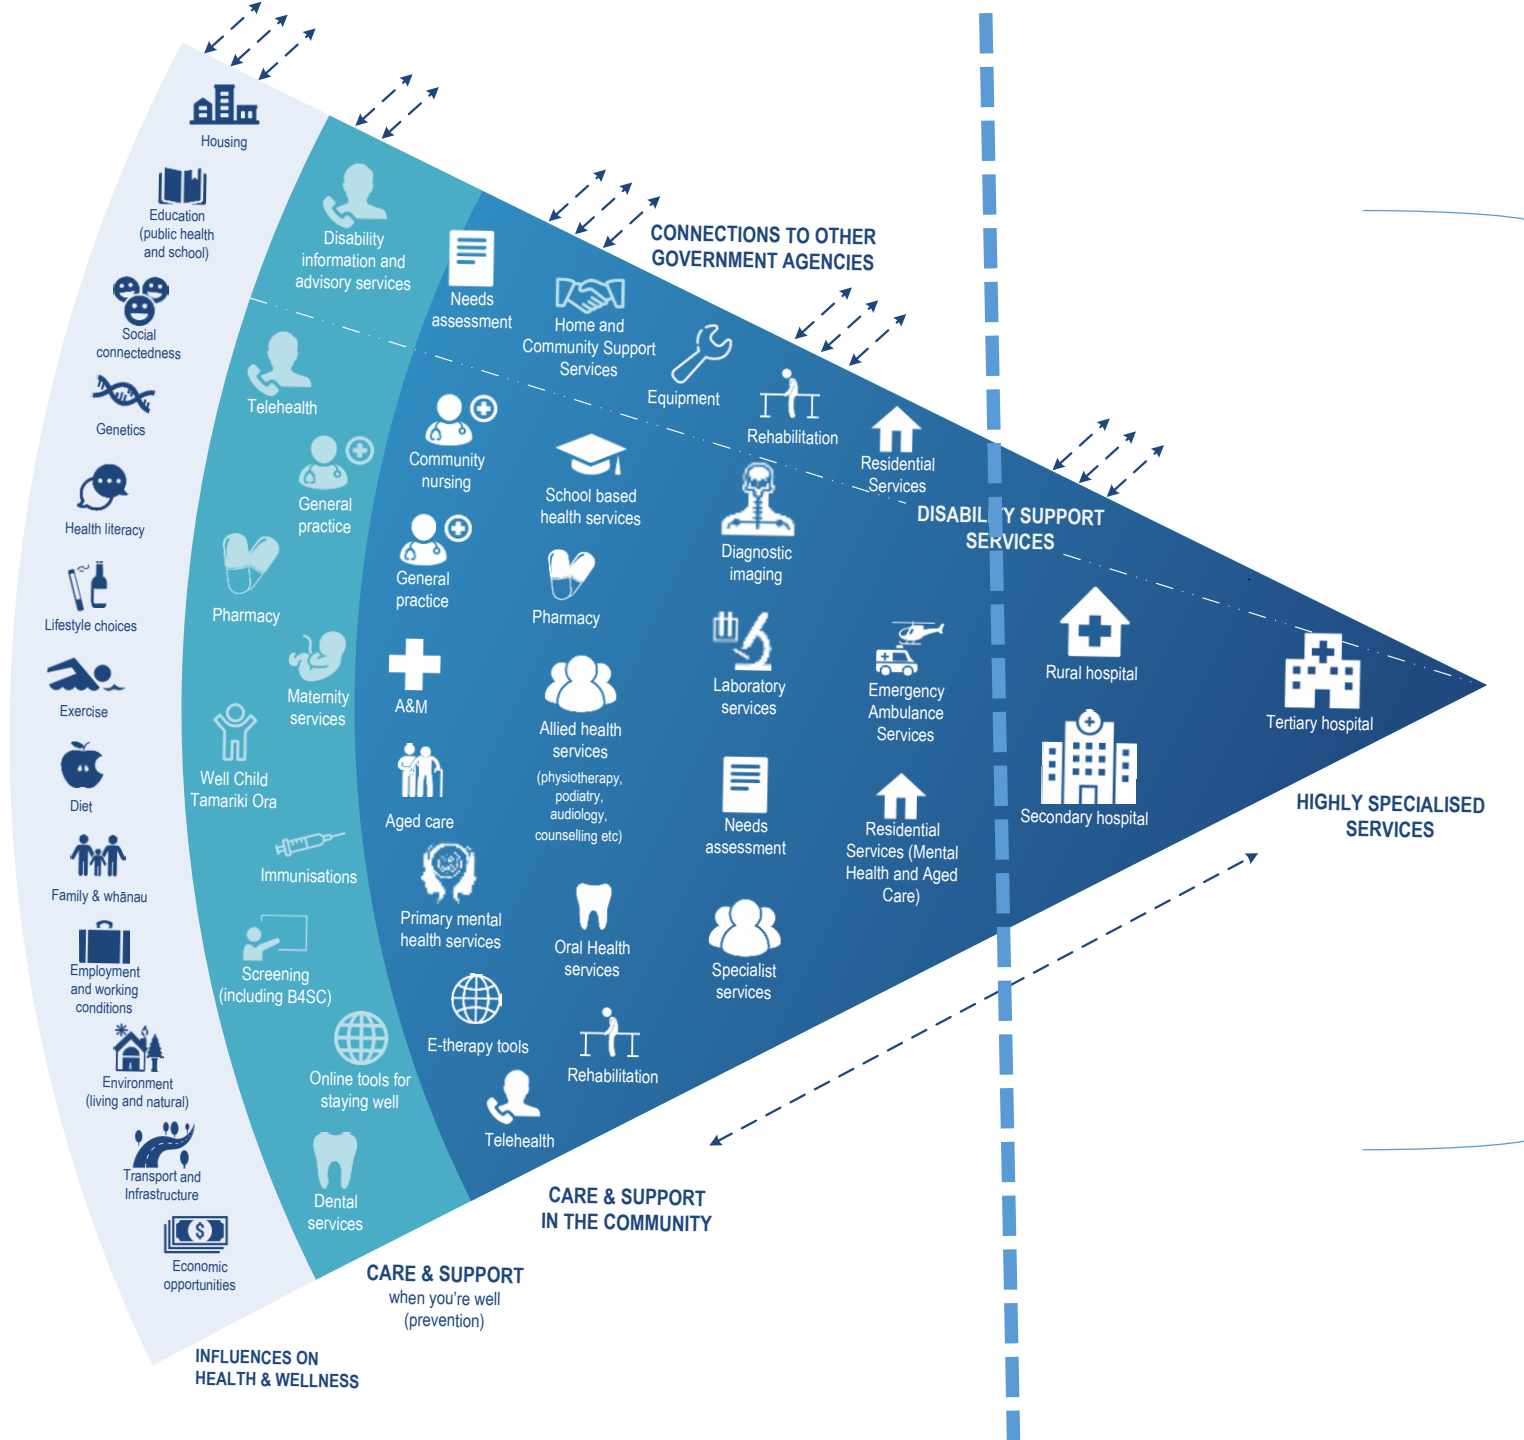 Housing
Education
(public health
and school)
Social
connectedness
Genetics
Health literacy
Lifestyle choices
Exercise
Diet
Family & whānau
Employment
and working
conditions
Environment
(living and natural)
Transport and
Infrastructure
$
Economic
opportunities
INFLUENCES ON
HEALTH & WELLNESS
Disability
information and
advisory services
Telehealth
General
practice
Pharmacy
Maternity
services
Well Child
Tamariki Ora
Immunisations
Screening
(including B4SC)
Online tools for
staying well
Dental
services
CARE & SUPPORT
when you're well
(prevention)
Needs
assessment
Home and
Community Support
Services
Equipment
Rehabilitation
Residential
Services
DISABILITY SUPPORT
SERVICES
CONNECTIONS TO OTHER
GOVERNMENT AGENCIES
Community
nursing
General
practice
A&M
Aged care
Primary mental
health services
E-therapy tools
Telehealth
School based
health services
Pharmacy
Allied health
services
(physiotherapy,
podiatry,
audiology,
counselling etc)
Oral Health
services
Rehabilitation
Diagnostic
imaging
Laboratory
services
Needs
assessment
Specialist
services
Emergency
Ambulance
Services
Residential
Services (Mental
Health and Aged
Care)
CARE & SUPPORT
IN THE COMMUNITY
Rural hospital
Secondary hospital
Tertiary hospital
HIGHLY SPECIALISED
SERVICES